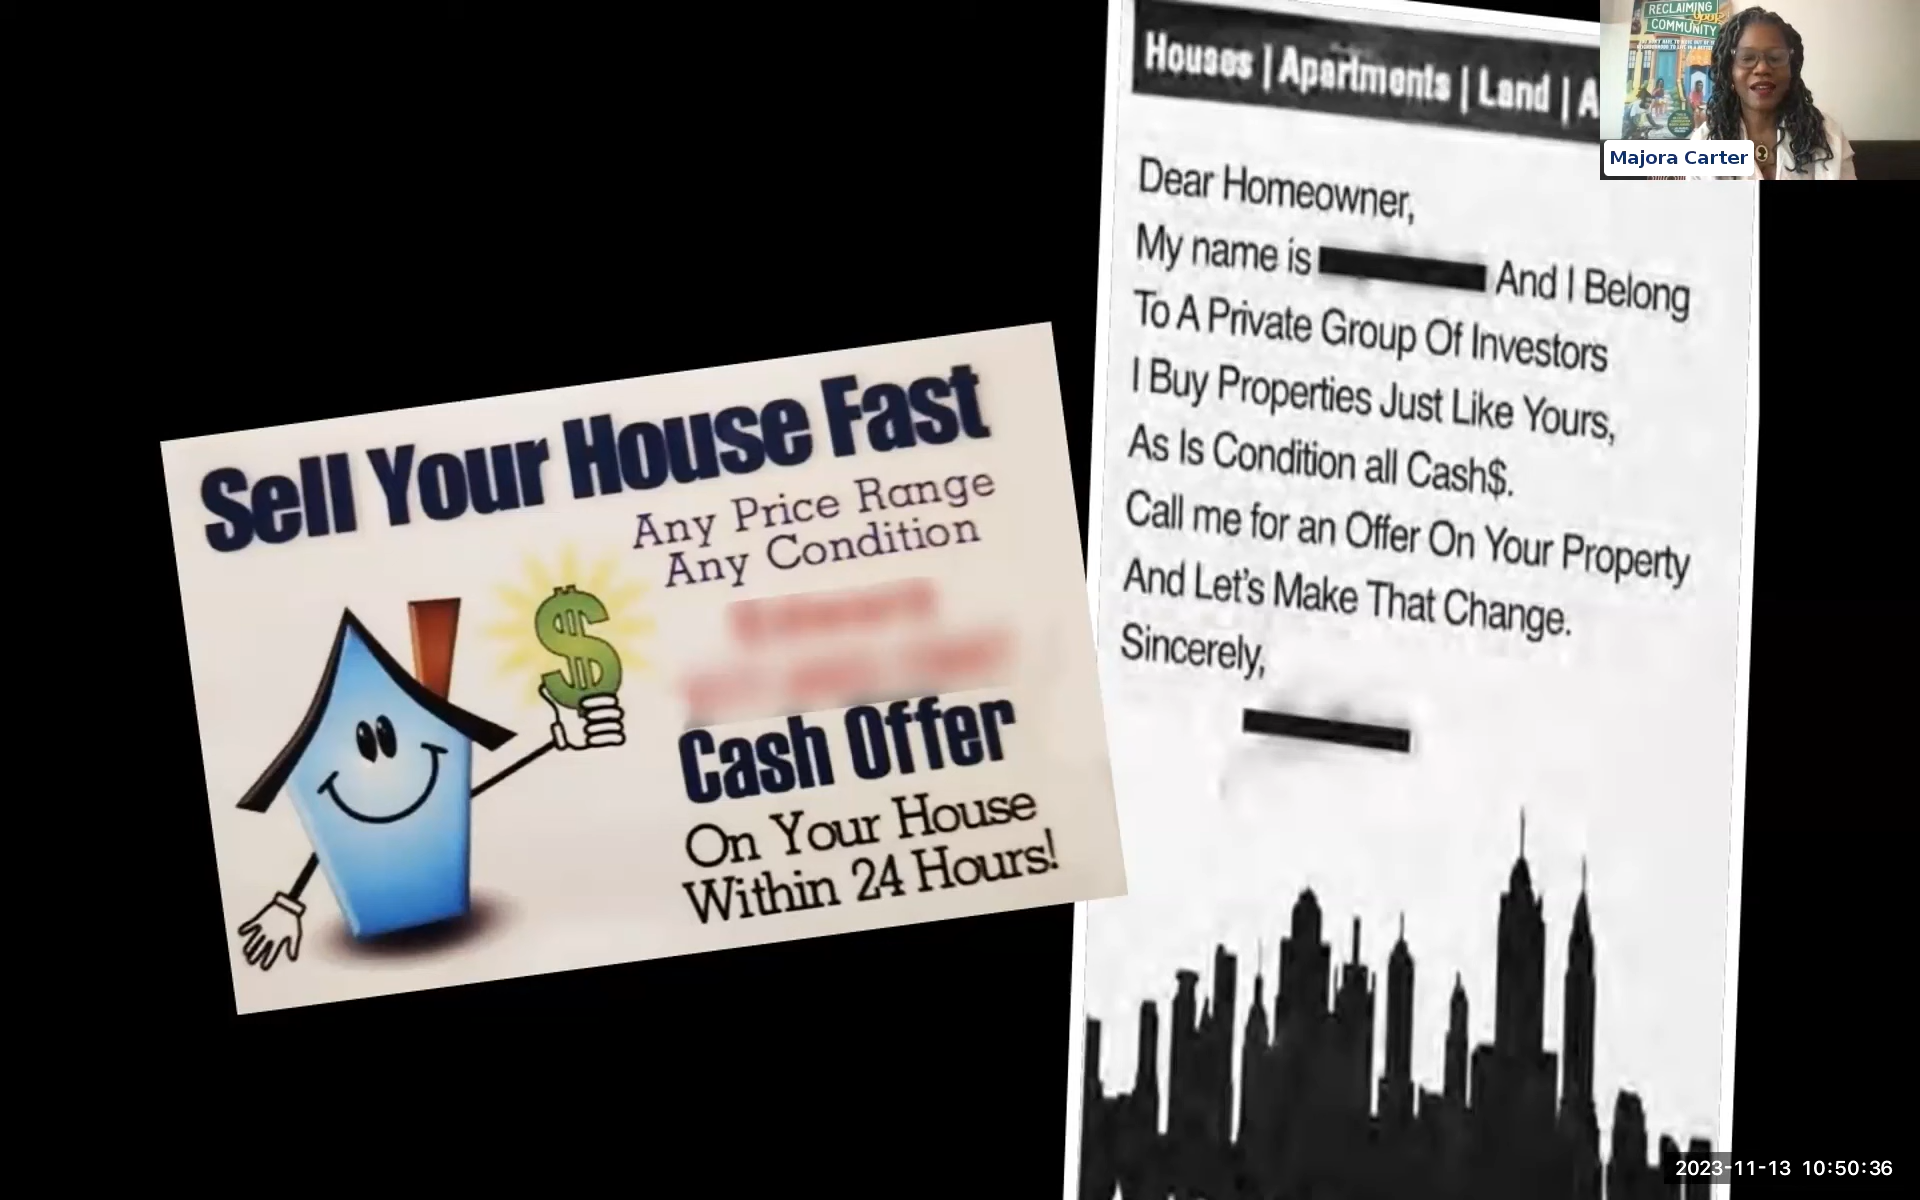 Sell Your House Fast
Any Price Range
Any Condition
Cash Offer
On Your House
Within 24 Hours!
Houses | Apartments | Land | A
Dear Homeowner,
My name is And I Belong
To A Private Group Of Investors
I Buy Properties Just Like Yours,
As Is Condition all Cash$.
Call me for an Offer On Your Property
And Let's Make That Change.
Sincerely,
RECLAIMING
your
COMMUNITY
Majora Carter
2023-11-13 10:50:36